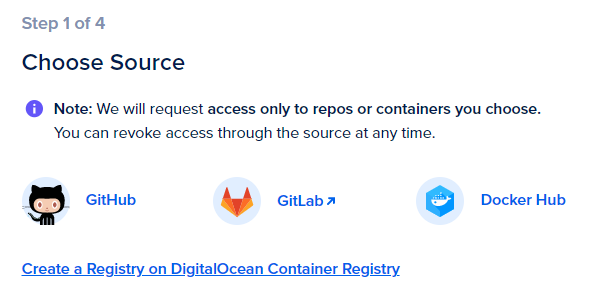 Step 1 of 4
Choose Source
Note: We will request access only to repos or containers you choose.
You can revoke access through the source at any time.
GitHub
GitLab
Docker Hub
Create a Registry on DigitalOcean Container Registry